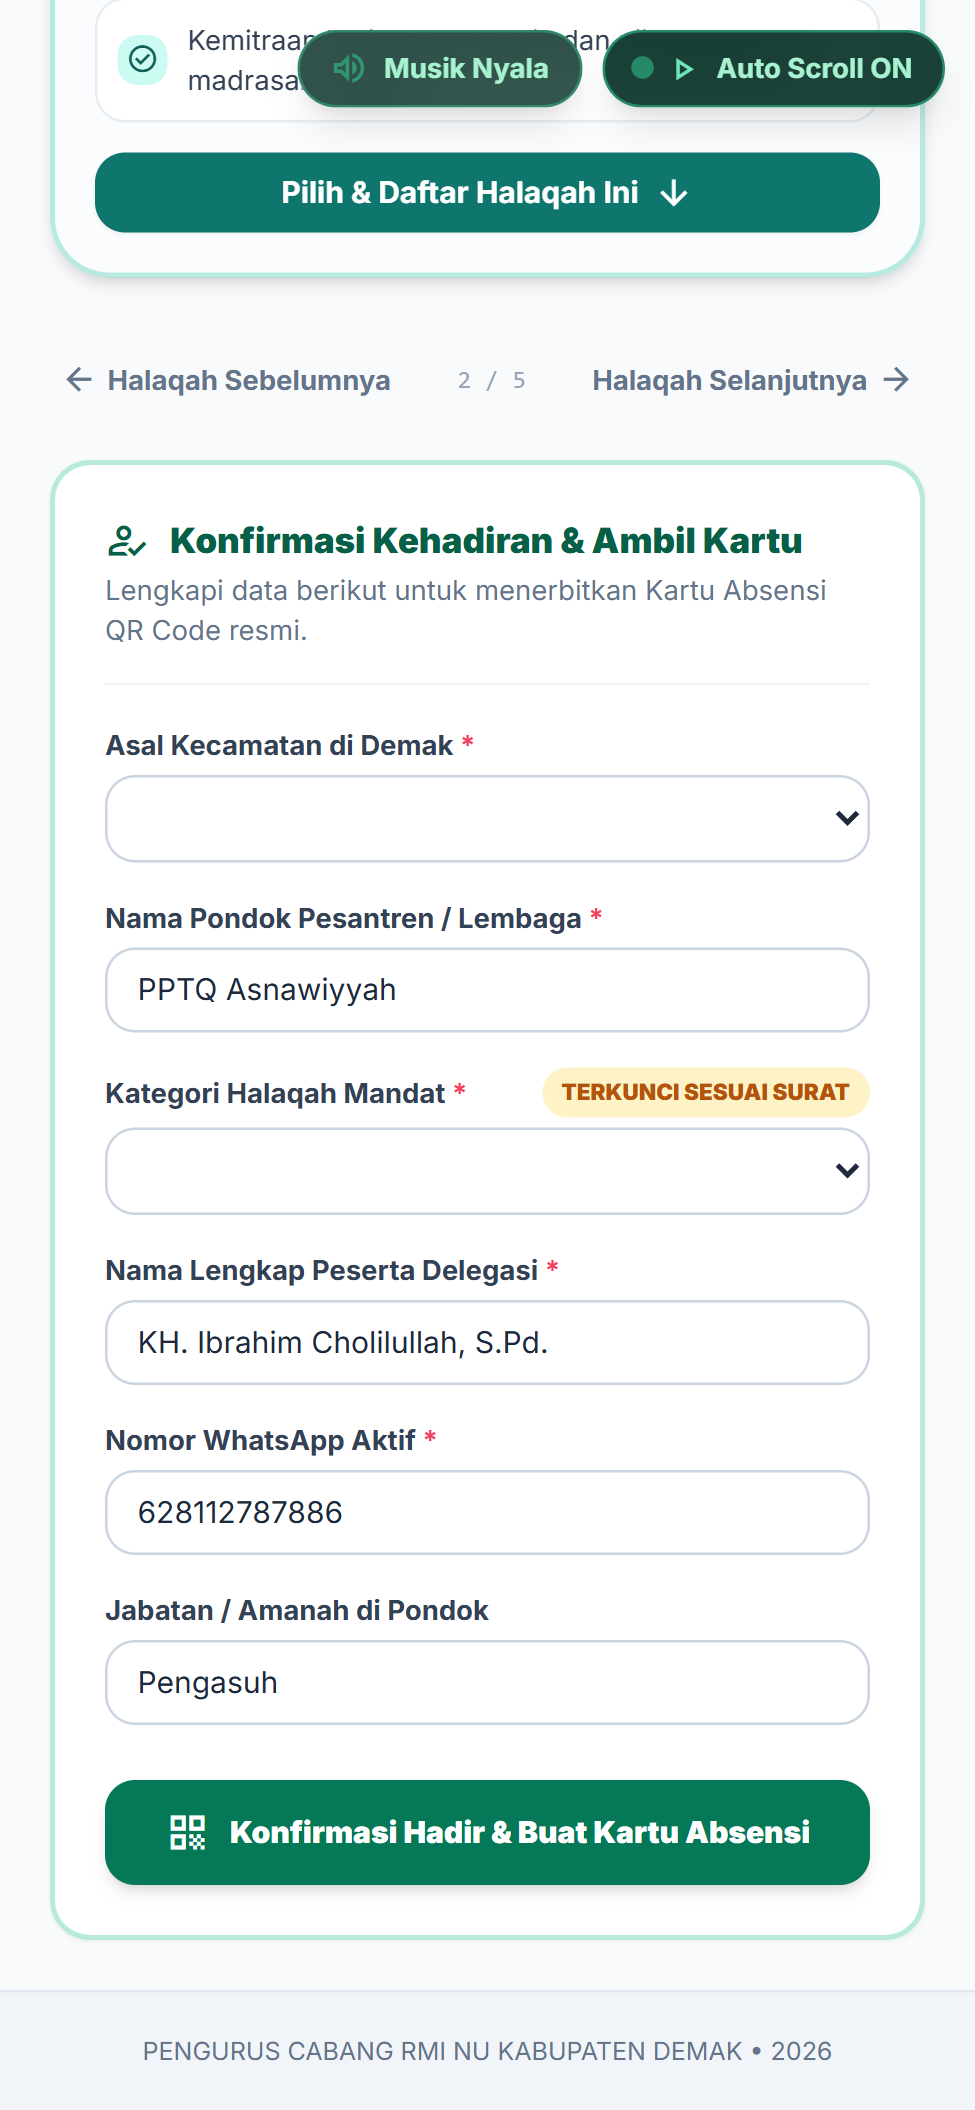 Kemitraan dan
madrasa
Musik Nyala
Auto Scroll ON
Pilih & Daftar Halaqah Ini
Halaqah Sebelumnya
2 / 5
Halaqah Selanjutnya
Konfirmasi Kehadiran & Ambil Kartu
Lengkapi data berikut untuk menerbitkan Kartu Absensi
QR Code resmi.
Asal Kecamatan di Demak *
Nama Pondok Pesantren / Lembaga *
PPTQ Asnawiyyah
Kategori Halaqah Mandat *
TERKUNCI SESUAI SURAT
Nama Lengkap Peserta Delegasi *
KH. Ibrahim Cholilullah, S.Pd.
Nomor WhatsApp Aktif *
628112787886
Jabatan / Amanah di Pondok
Pengasuh
Konfirmasi Hadir & Buat Kartu Absensi
PENGURUS CABANG RMI NU KABUPATEN DEMAK • 2026